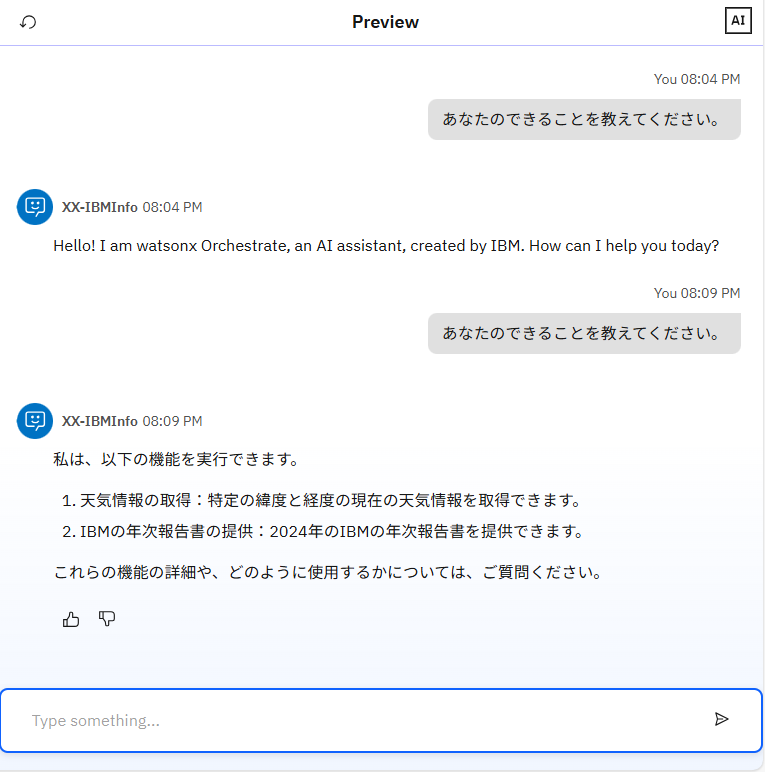 Preview
AI
You 08:04 PM
あなたのできることを教えてください。
XX-IBMInfo 08:04 PM
Hello! I am watsonx Orchestrate, an AI assistant, created by IBM. How can I help you today?
You 08:09 PM
あなたのできることを教えてください。
XX-IBMInfo 08:09 PM
私は、以下の機能を実行できます。
1. 天気情報の取得：特定の緯度と経度の現在の天気情報を取得できます。
2. IBMの年次報告書の提供：2024年のIBMの年次報告書を提供できます。
これらの機能の詳細や、どのように使用するかについては、ご質問ください。
Type something...